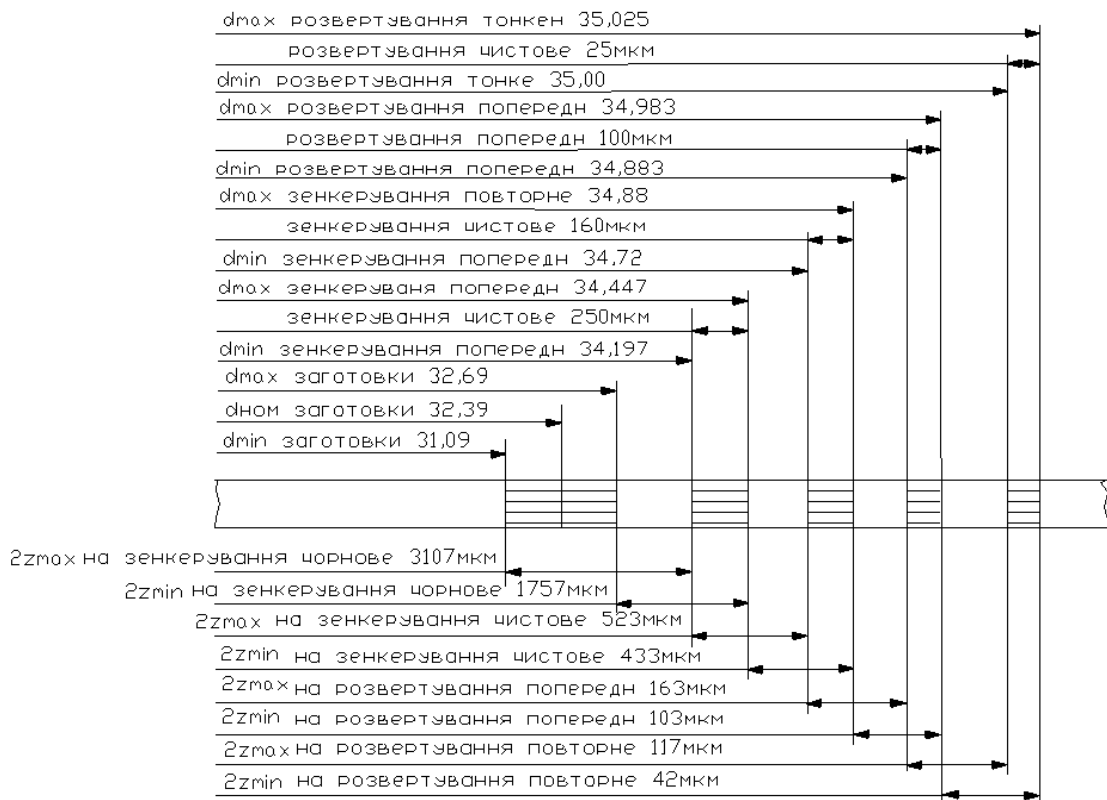 dmax розвертування тонкен 35,025
розвертування чистове 25мкм
dmin розвертування тонке 35,00
dmax розвертування попередн 34,983
розвертування попередн 100мкм
dmin розвертування попередн 34,883
dmax зенкерування повторне 34,88
зенкерування чистове 160мкм
dmin зенкерування попередн 34,72
dmax зенкеруваня попередн 34,447
зенкерування чистове 250мкм
dmin зенкерування попередн 34,197
dmax заготовки 32,69
dном заготовки 32,39
dmin заготовки 31,09
2zmax на зенкерування чорнове 3107мкм
2zmin на зенкерування чорнове 1757мкм
2zmax на зенкерування чистове 523мкм
2zmin на зенкерування чистове 433мкм
2zmax на розвертування попередн 163мкм
2zmin на розвертування попередн 103мкм
2zmax на розвертування повторне 117мкм
2zmin на розвертування повторне 42мкм